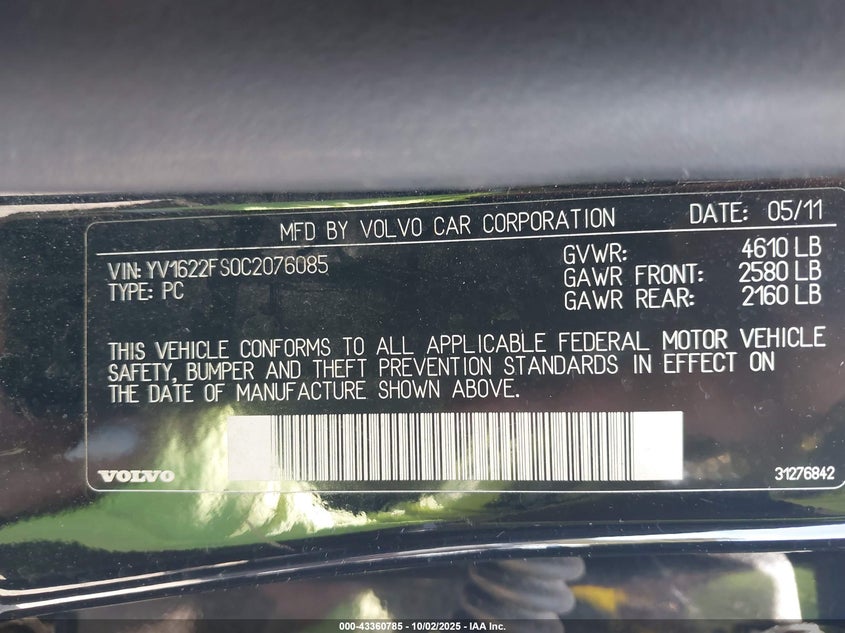 MFD BY VOLVO CAR CORPORATION DATE: 05/11
VIN: YV1622FS0C2076085 GVWR: 4610 LB
TYPE: PC GAWR FRONT: 2580 LB
GAWR REAR: 2160 LB
THIS VEHICLE CONFORMS TO ALL APPLICABLE FEDERAL MOTOR VEHICLE
SAFETY, BUMPER AND THEFT PREVENTION STANDARDS IN EFFECT ON
THE DATE OF MANUFACTURE SHOWN ABOVE.
VOLVO 31276842
000-43360785 - 10/02/2025 - IAA Inc.